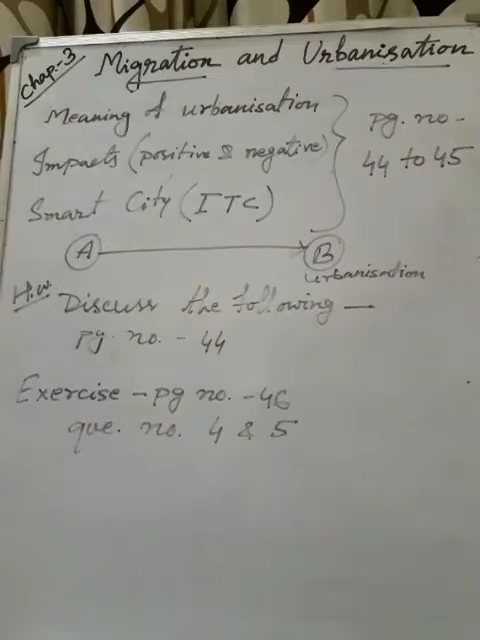 Chap:-3 Migration and Urbanisation
Meaning of urbanisation
Impacts (positive & negative)
Smart City (ITC)
pg. no -
44 to 45
A B
urbanisation
H.w. Discuss the following —
pg. no. - 44
Exercise - pg no. - 46
que. no. 4 & 5